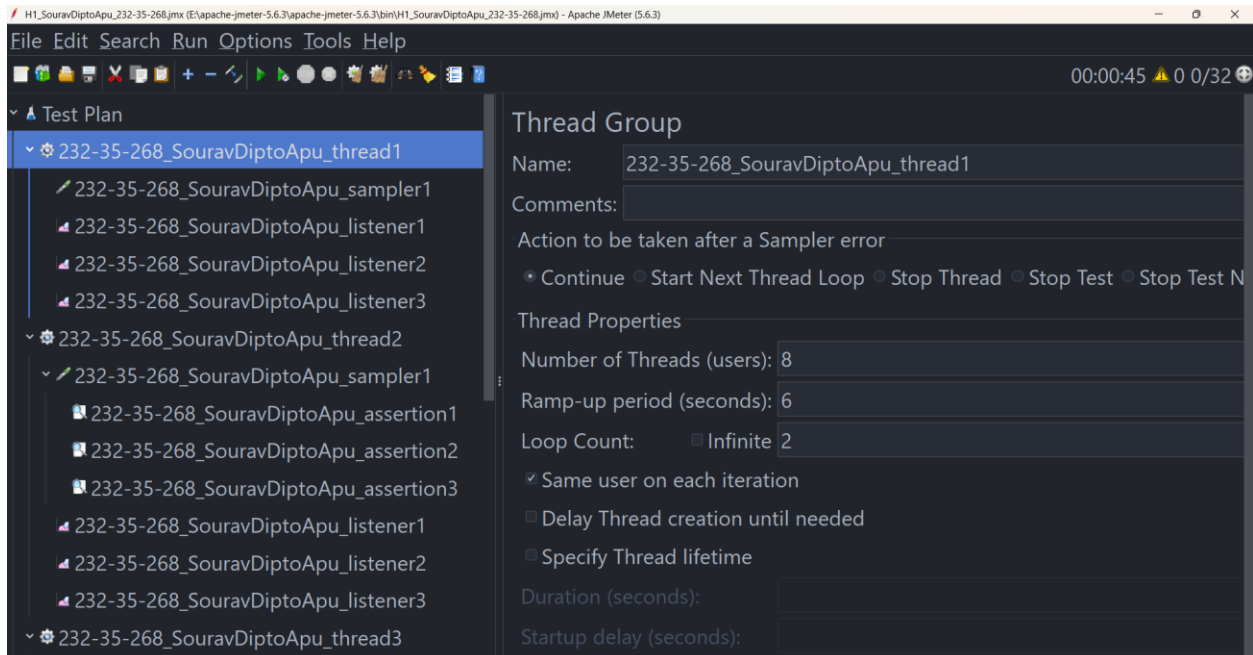 H1_SouravDiptoApu_232-35-268.jmx (E:\apache-jmeter-5.6.3\apache-jmeter-5.6.3\bin\H1_SouravDiptoApu_232-35-268.jmx) - Apache JMeter (5.6.3)
File Edit Search Run Options Tools Help
00:00:45 0 0/32
Test Plan
232-35-268_SouravDiptoApu_thread1
232-35-268_SouravDiptoApu_sampler1
232-35-268_SouravDiptoApu_listener1
232-35-268_SouravDiptoApu_listener2
232-35-268_SouravDiptoApu_listener3
232-35-268_SouravDiptoApu_thread2
232-35-268_SouravDiptoApu_sampler1
232-35-268_SouravDiptoApu_assertion1
232-35-268_SouravDiptoApu_assertion2
232-35-268_SouravDiptoApu_assertion3
232-35-268_SouravDiptoApu_listener1
232-35-268_SouravDiptoApu_listener2
232-35-268_SouravDiptoApu_listener3
232-35-268_SouravDiptoApu_thread3
Thread Group
Name: 232-35-268_SouravDiptoApu_thread1
Comments:
Action to be taken after a Sampler error
Continue Start Next Thread Loop Stop Thread Stop Test Stop Test N
Thread Properties
Number of Threads (users): 8
Ramp-up period (seconds): 6
Loop Count: Infinite 2
Same user on each iteration
Delay Thread creation until needed
Specify Thread lifetime
Duration (seconds):
Startup delay (seconds):